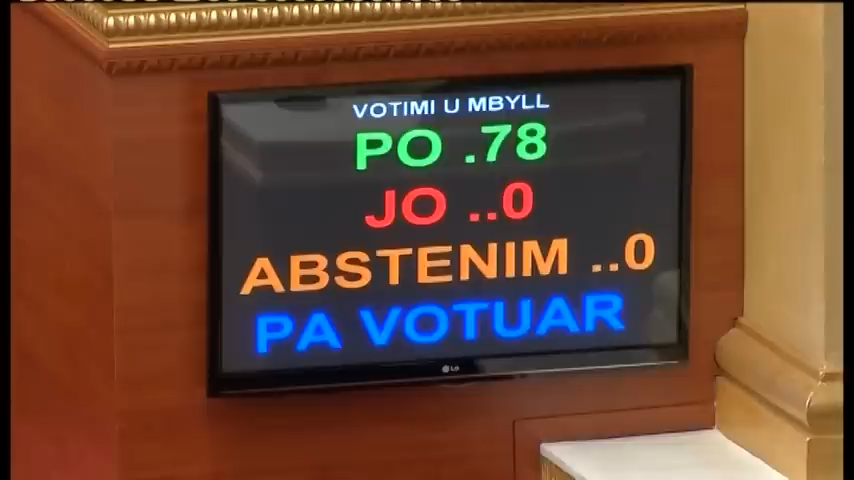 VOTIMI U MBYLL
PO .78
JO ..0
ABSTENIM ..0
PA VOTUAR
LG